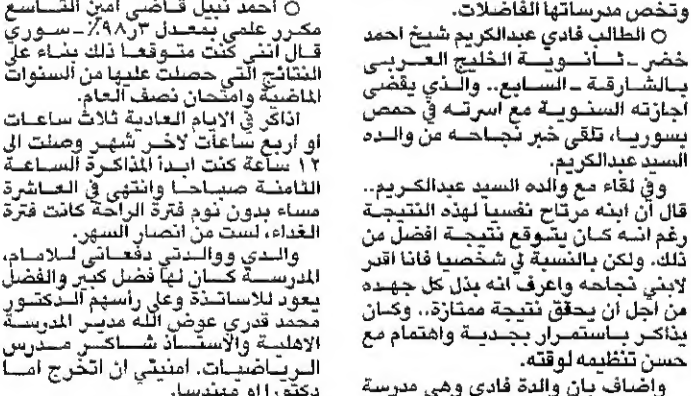 وتخص مدرساتها الفاضلات.
○ الطالب فادي عبدالكريم شيخ احمد
خضر ـ ثانوية الخليج العربي
بالشارقة ـ السابع.. والذي يقضي
اجازته السنوية مع اسرته في حمص
بسوريا، تلقى خبر نجاحه من والده
السيد عبدالكريم.
وفي لقاء مع والده السيد عبدالكريم..
قال أن ابنه مرتاح نفسيا لهذه النتيجة
رغم انه كان يتوقع نتيجة افضل من
ذلك. ولكن بالنسبة لي شخصيا فانا اقدر
لابني نجاحه واعرف انه بذل كل جهده
من أجل أن يحقق نتيجة ممتازة.. وكان
يذاكر باستمرار بجدية واهتمام مع
حسن تنظيمه لوقته.
واضاف بان والدة فادي وهي مدرسة
○ احمد نبيل قاضي امين التاسع
مكرر علمي بمعدل ٩٨٫٣٪ ـ سوري
قال انني كنت متوقعا ذلك بناء على
النتائج التي حصلت عليها من السنوات
الماضية وامتحان نصف العام.
اذاكر في الايام العادية ثلاث ساعات
او اربع ساعات لاخر شهر وصلت الى
١٢ ساعة كنت ابدأ المذاكرة الساعة
الثامنة صباحا وانتهي في العاشرة
مساء بدون نوم فترة الراحة كانت فترة
الغداء، لست من انصار السهر.
والدي ووالدتي دفعاني للامام،
المدرسة كان لها فضل كبير والفضل
يعود للاساتذة وعلى رأسهم الدكتور
محمد قدري عوض الله مدير المدرسة
الاهلية والاستاذ شاكر مدرس
الرياضيات. امنيتي ان اتخرج اما
دكتورا او مهندسا.